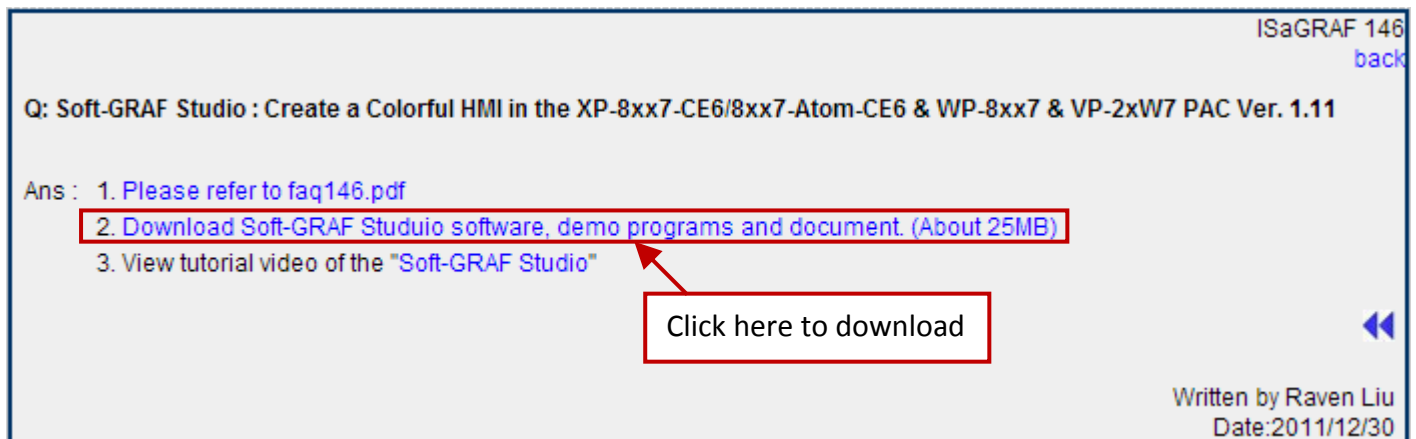 ISaGRAF 146
back
Q: Soft-GRAF Studio : Create a Colorful HMI in the XP-8xx7-CE6/8xx7-Atom-CE6 & WP-8xx7 & VP-2xW7 PAC Ver. 1.11
Ans : 1. Please refer to faq146.pdf
2. Download Soft-GRAF Studuio software, demo programs and document. (About 25MB)
3. View tutorial video of the "Soft-GRAF Studio"
Click here to download
Written by Raven Liu
Date:2011/12/30